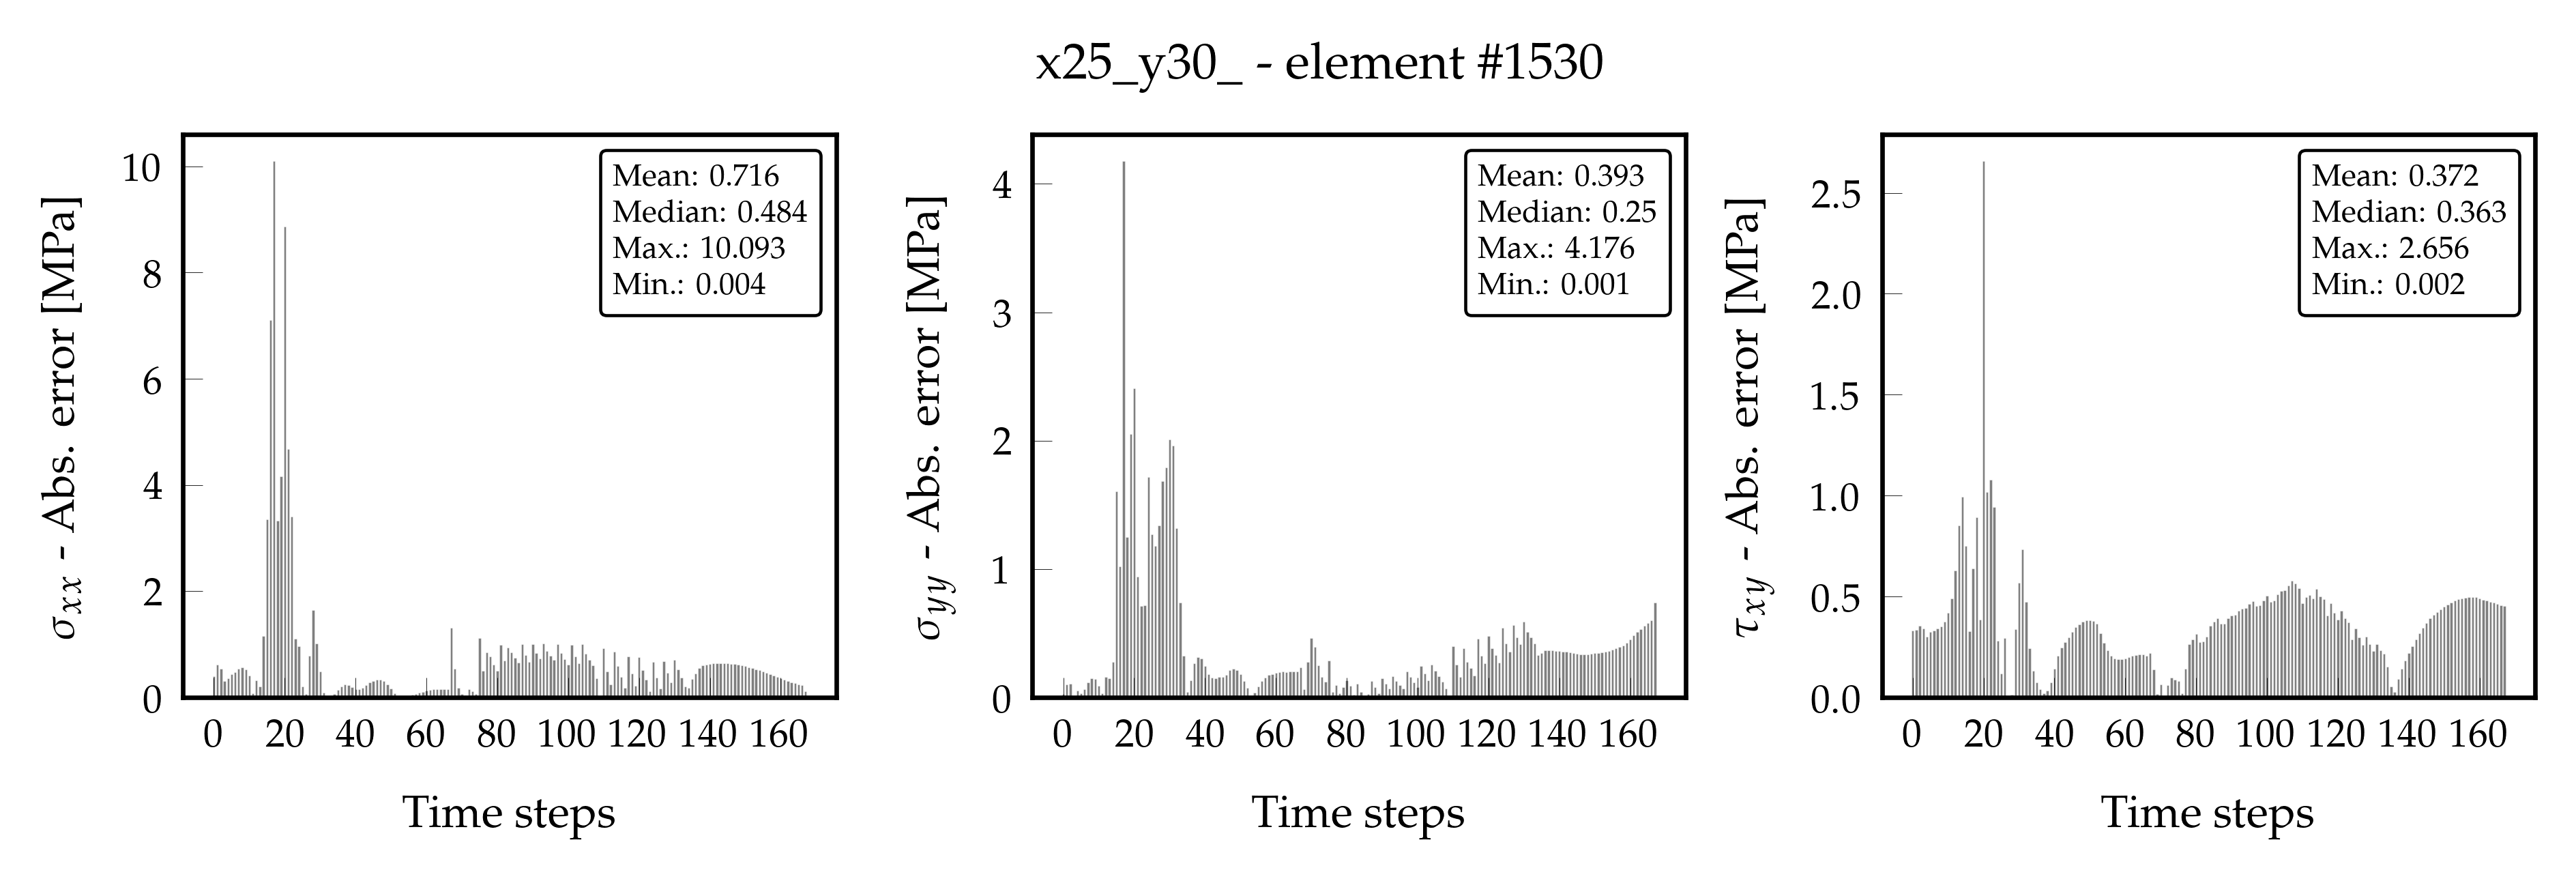 x25_y30_ - element #1530
σxx - Abs. error [MPa]
10
8
6
4
2
0
Mean: 0.716
Median: 0.484
Max.: 10.093
Min.: 0.004
0 20 40 60 80 100 120 140 160
Time steps
σyy - Abs. error [MPa]
4
3
2
1
0
Mean: 0.393
Median: 0.25
Max.: 4.176
Min.: 0.001
0 20 40 60 80 100 120 140 160
Time steps
τxy - Abs. error [MPa]
2.5
2.0
1.5
1.0
0.5
0.0
Mean: 0.372
Median: 0.363
Max.: 2.656
Min.: 0.002
0 20 40 60 80 100 120 140 160
Time steps